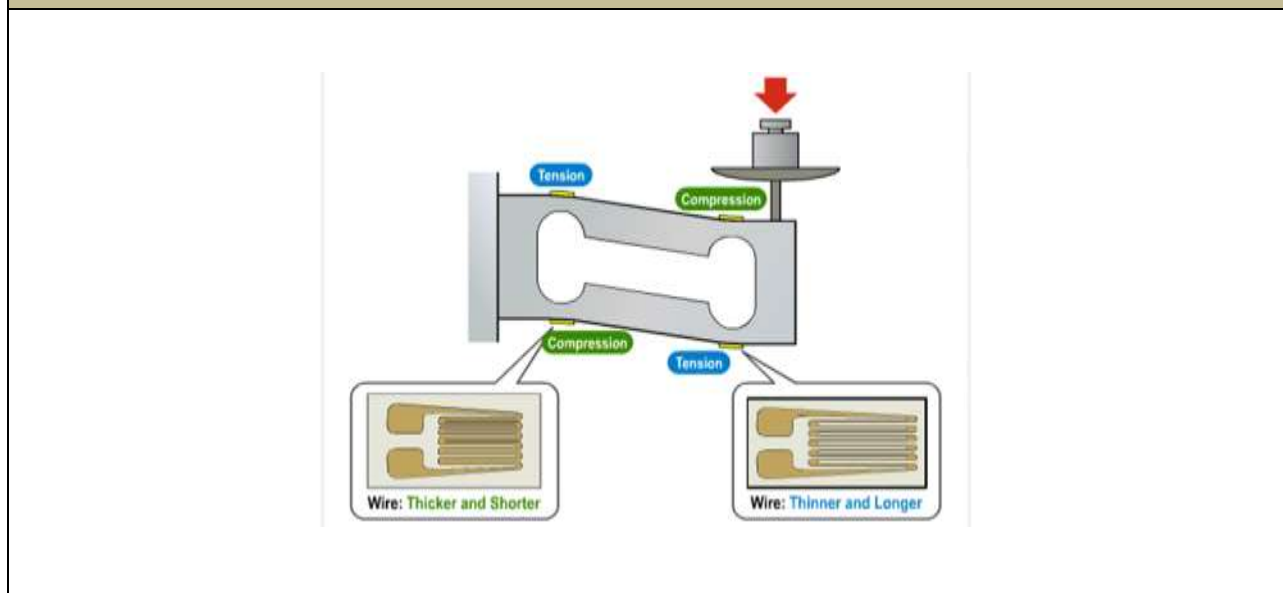 Tension
Compression
Compression
Tension
Wire: Thicker and Shorter
Wire: Thinner and Longer